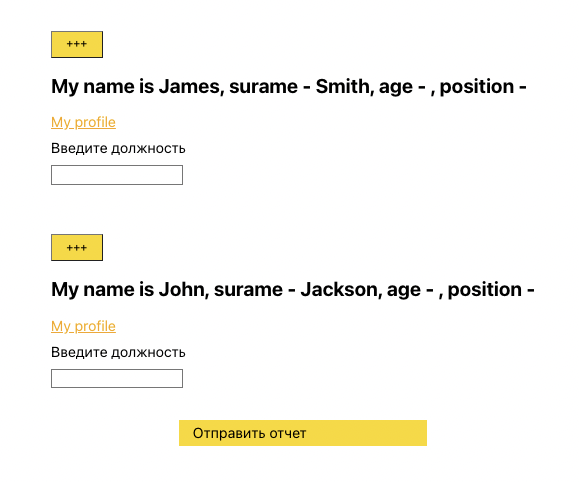 +++
My name is James, surame - Smith, age - , position -
My profile
Введите должность
+++
My name is John, surame - Jackson, age - , position -
My profile
Введите должность
Отправить отчет